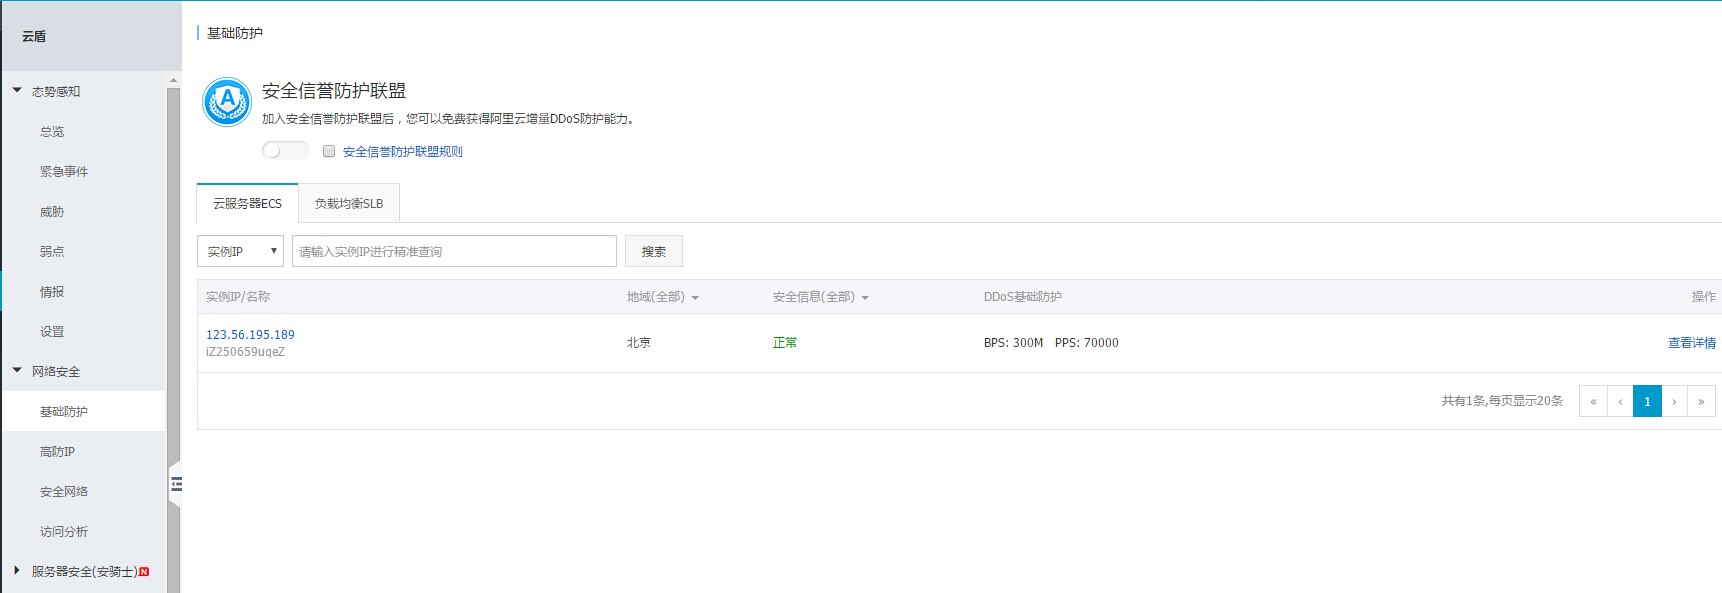 云盾
态势感知
总览
紧急事件
威胁
弱点
情报
设置
网络安全
基础防护
高防IP
安全网络
访问分析
服务器安全(安骑士) N
基础防护
A
安全信誉防护联盟
加入安全信誉防护联盟后，您可以免费获得阿里云增量DDoS防护能力。
安全信誉防护联盟规则
云服务器ECS 负载均衡SLB
实例IP 请输入实例IP进行精准查询 搜索
实例IP/名称 地域(全部) 安全信息(全部) DDoS基础防护 操作
123.56.195.189
iZ250659uqeZ
北京 正常 BPS: 300M PPS: 70000 查看详情
共有1条,每页显示20条 « ‹ 1 › »